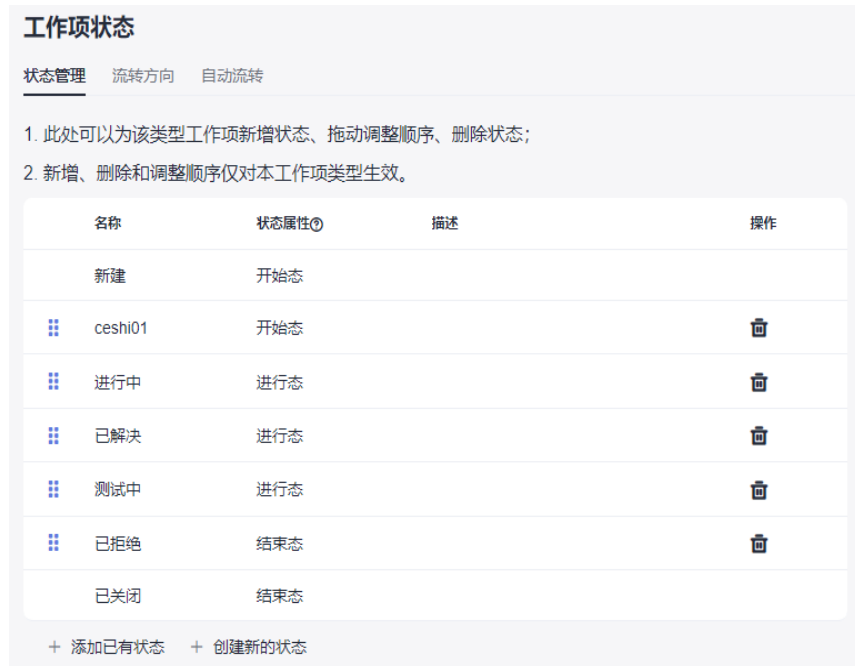 工作项状态
状态管理 流转方向 自动流转
1. 此处可以为该类型工作项新增状态、拖动调整顺序、删除状态；
2. 新增、删除和调整顺序仅对本工作项类型生效。
名称 状态属性? 描述 操作
新建 开始态
ceshi01 开始态
进行中 进行态
已解决 进行态
测试中 进行态
已拒绝 结束态
已关闭 结束态
+ 添加已有状态 + 创建新的状态